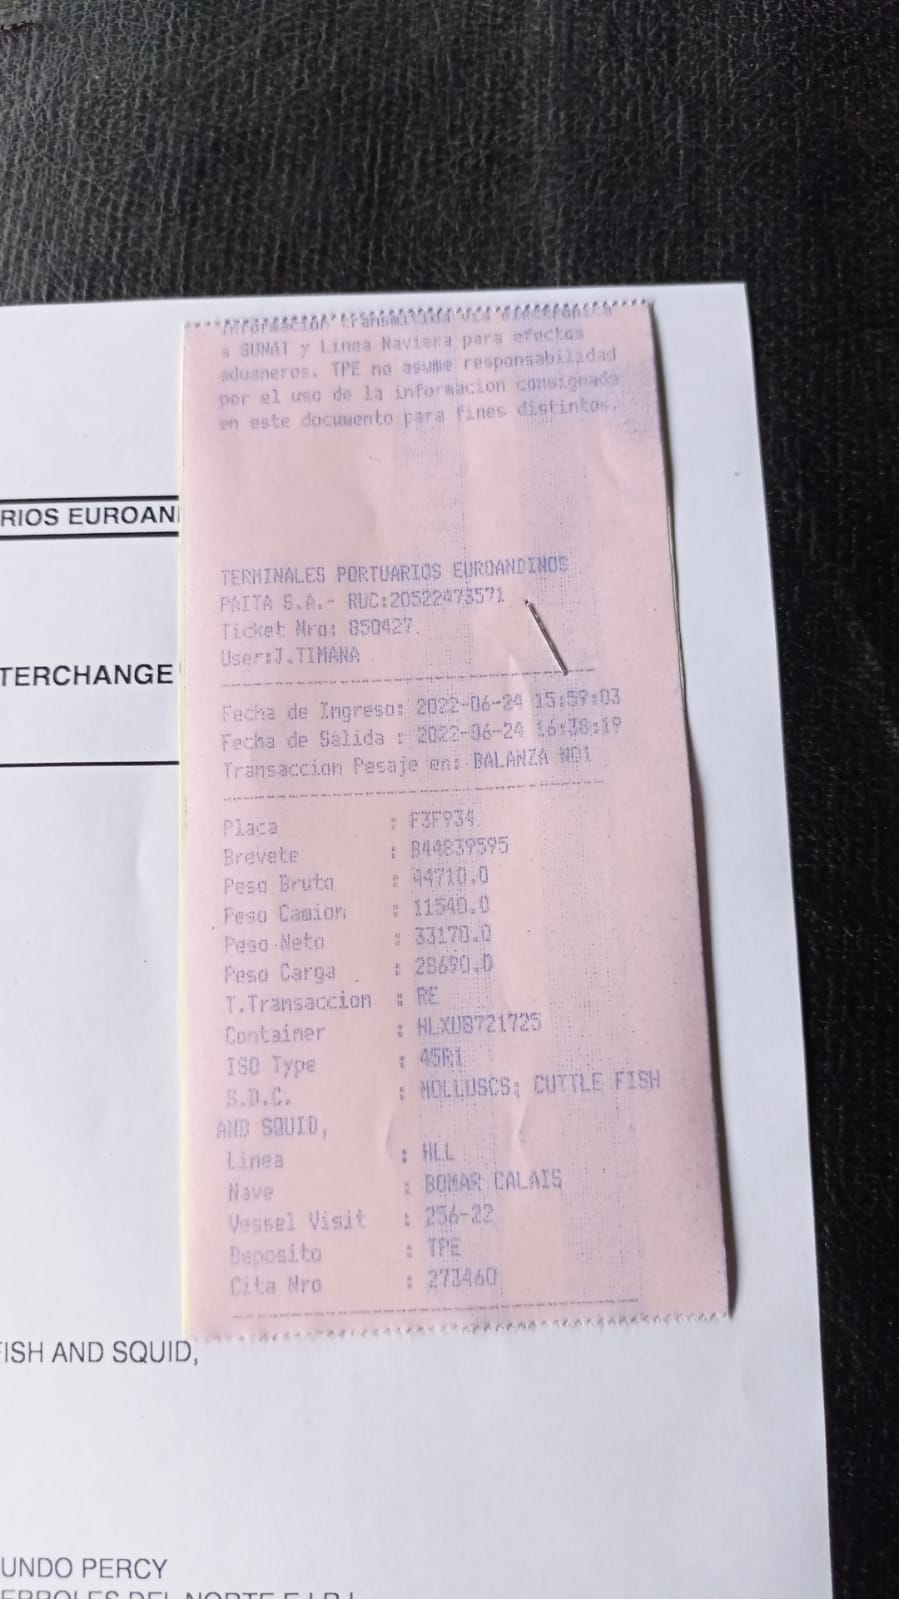 Informacion transmitida via electronica
a SUNAT y Linea Naviera para efectos
aduaneros. TPE no asume responsabilidad
por el uso de la informacion consignada
en este documento para fines distintos.
RIOS EUROAN
TERMINALES PORTUARIOS EUROANDINOS
PAITA S.A.- RUC:20522473571
Ticket Nro: 850427
User:J.TIMANA
TERCHANGE
Fecha de Ingreso: 2022-06-24 15:59:03
Fecha de Salida : 2022-06-24 16:38:19
Transaccion Pesaje en: BALANZA N01
Placa : F3F934
Brevete : B44839595
Peso Bruto : 44710.0
Peso Camion : 11540.0
Peso Neto : 33170.0
Peso Carga : 28690.0
T.Transaccion : RE
Container : HLXU8721725
ISO Type : 45R1
S.D.C. : MOLLUSCS; CUTTLE FISH
AND SQUID,
Linea : HLL
Nave : BOMAR CALAIS
Vessel Visit : 256-22
Deposito : TPE
Cita Nro : 273460
FISH AND SQUID,
UNDO PERCY